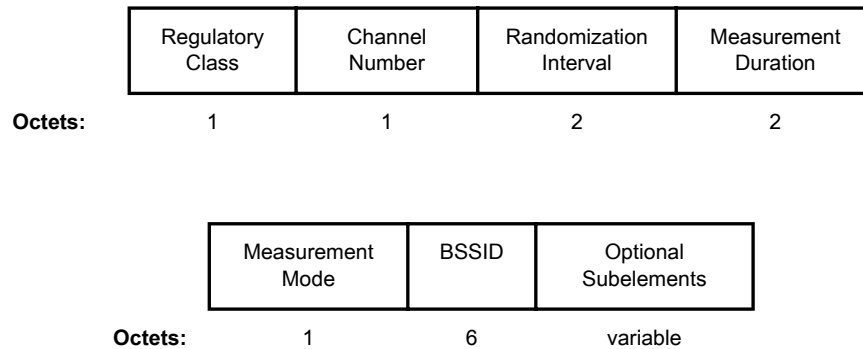 Regulatory Class Channel Number Randomization Interval Measurement Duration
Octets: 1 1 2 2
Measurement Mode BSSID Optional Subelements
Octets: 1 6 variable